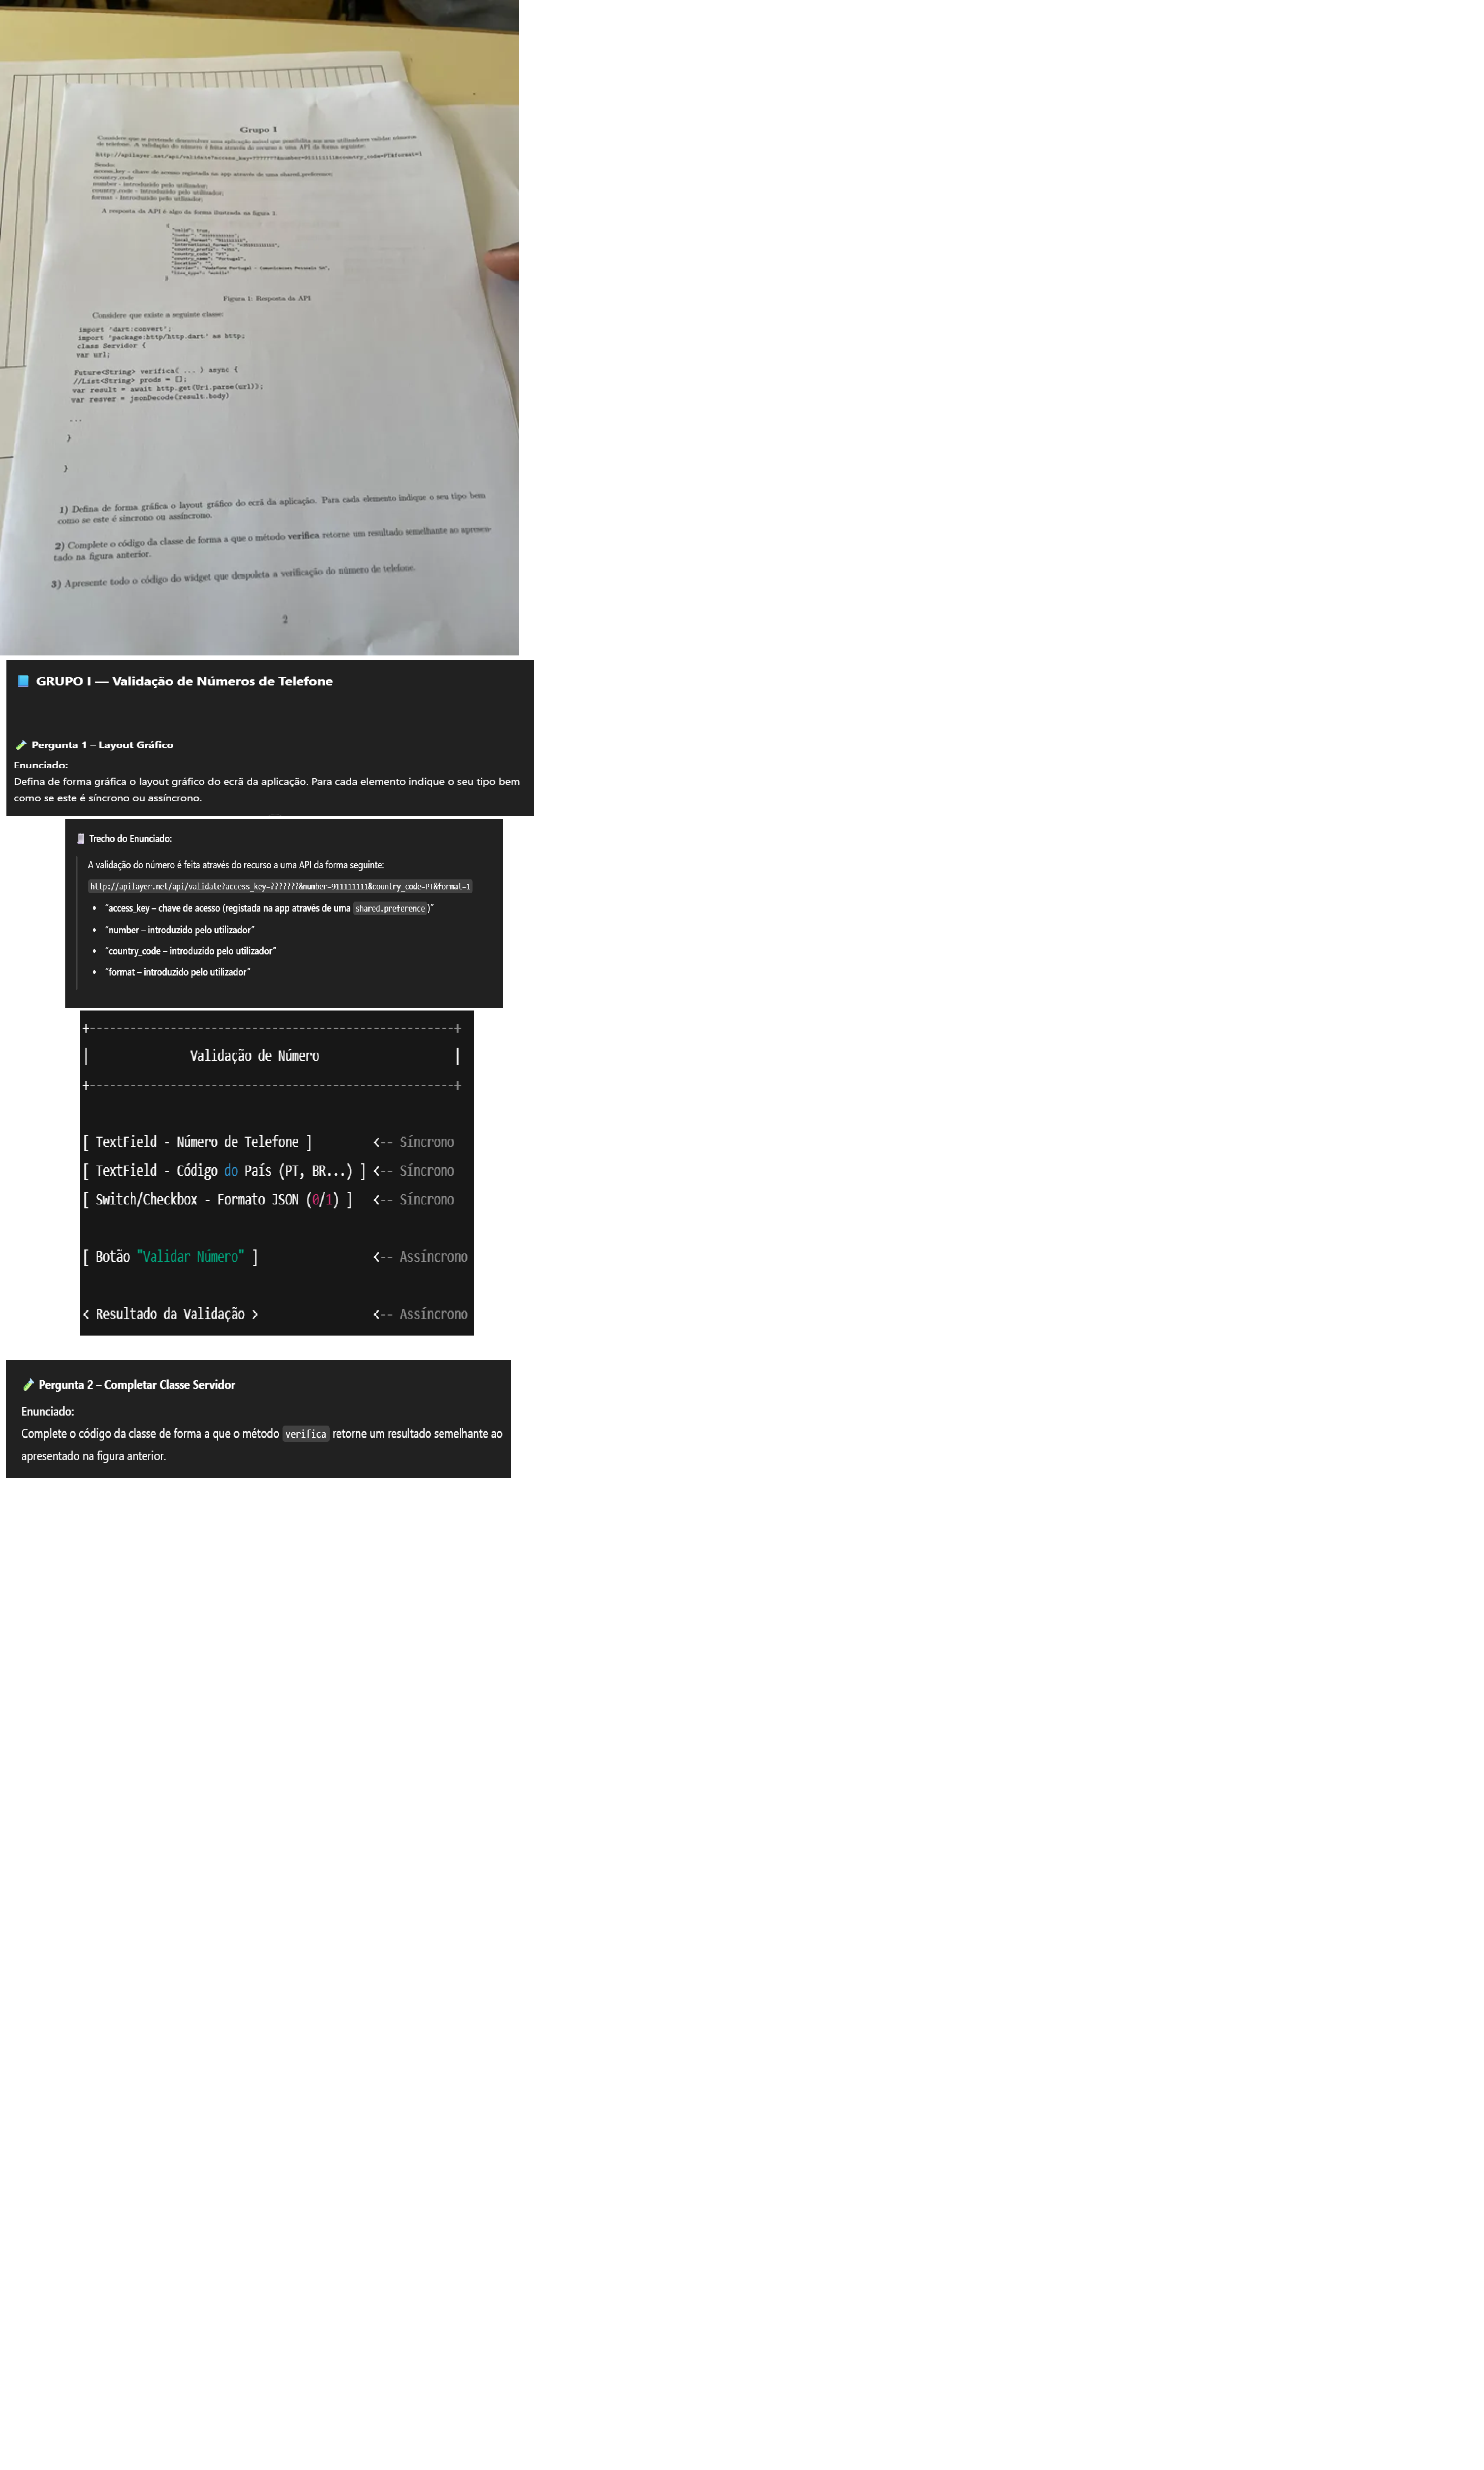 Grupo I
Considere que se pretende desenvolver uma aplicação móvel que possibilita aos seus utilizadores validar números
de telefone. A validação do número é feita através do recurso a uma API da forma seguinte:
http://apilayer.net/api/validate?access_key=???????&number=911111111&country_code=PT&format=1
Sendo:
access_key - chave de acesso registada na app através de uma shared_preference;
country_code
number - introduzido pelo utilizador;
country_code - introduzido pelo utilizador;
format - Introduzido pelo utilizador;
A resposta da API é algo da forma ilustrada na figura 1.
{
"valid": true,
"number":
"local_format":
"international_format":
"country_prefix": "+351",
"country_code": "PT",
"country_name": "Portugal",
"location": "",
"carrier": "Vodafone Portugal - Comunicacoes Pessoais SA",
"line_type": "mobile"
}
Figura 1: Resposta da API
Considere que existe a seguinte classe:
import 'dart:convert';
import 'package:http/http.dart' as http;
class Servidor {
var url;
Future<String> verifica( ... ) async {
//List<String> prods = [];
var result = await http.get(Uri.parse(url));
var resver = jsonDecode(result.body)
...
}
}
1) Defina de forma gráfica o layout gráfico do ecrã da aplicação. Para cada elemento indique o seu tipo bem
como se este é síncrono ou assíncrono.
2) Complete o código da classe de forma a que o método verifica retorne um resultado semelhante ao apresen-
tado na figura anterior.
3) Apresente todo o código do widget que despoleta a verificação do número de telefone.
2
GRUPO I — Validação de Números de Telefone
Pergunta 1 – Layout Gráfico
Enunciado:
Defina de forma gráfica o layout gráfico do ecrã da aplicação. Para cada elemento indique o seu tipo bem
como se este é síncrono ou assíncrono.
Trecho do Enunciado:
A validação do número é feita através do recurso a uma API da forma seguinte:
http://apilayer.net/api/validate?access_key=???????&number=911111111&country_code=PT&format=1
• "access_key – chave de acesso (registada na app através de uma shared.preference)"
• "number – introduzido pelo utilizador"
• "country_code – introduzido pelo utilizador"
• "format – introduzido pelo utilizador"
+------------------------------------------------------+
| Validação de Número |
+------------------------------------------------------+
[ TextField - Número de Telefone ] <-- Síncrono
[ TextField - Código do País (PT, BR...) ] <-- Síncrono
[ Switch/Checkbox - Formato JSON (0/1) ] <-- Síncrono
[ Botão "Validar Número" ] <-- Assíncrono
< Resultado da Validação > <-- Assíncrono
Pergunta 2 – Completar Classe Servidor
Enunciado:
Complete o código da classe de forma a que o método verifica retorne um resultado semelhante ao
apresentado na figura anterior.